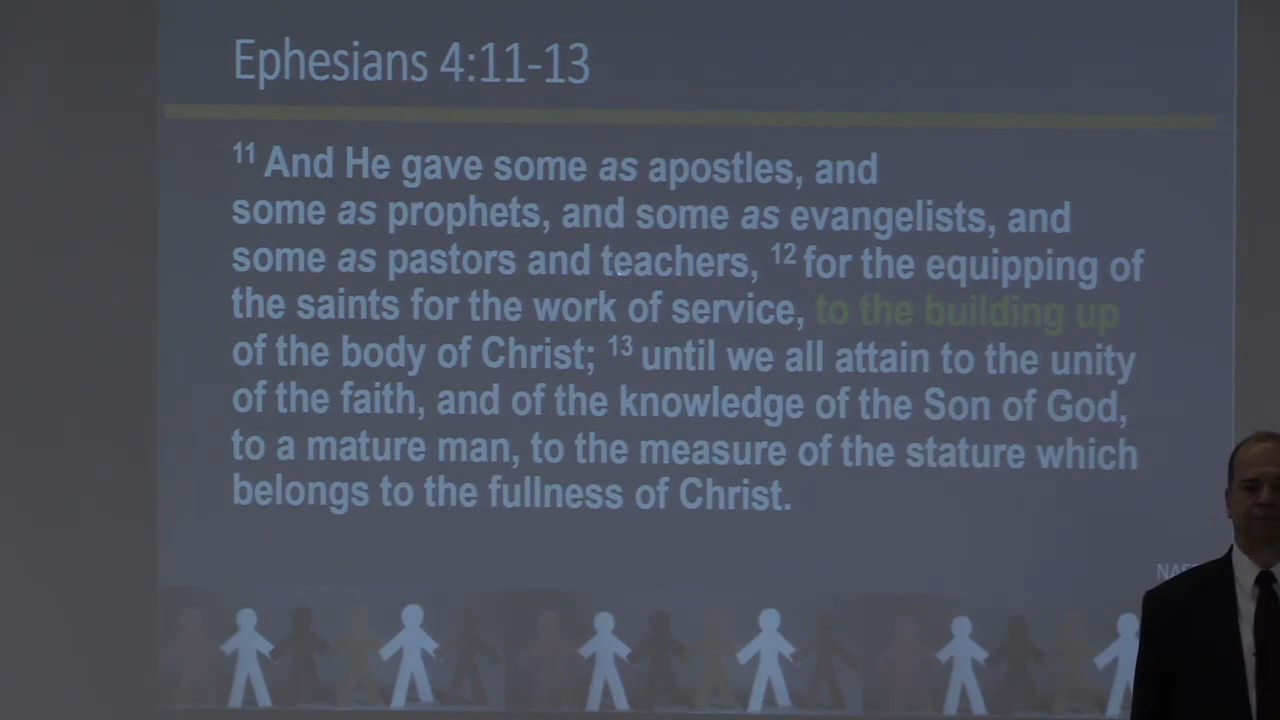 Ephesians 4:11-13
11 And He gave some as apostles, and
some as prophets, and some as evangelists, and
some as pastors and teachers, 12 for the equipping of
the saints for the work of service, to the building up
of the body of Christ; 13 until we all attain to the unity
of the faith, and of the knowledge of the Son of God,
to a mature man, to the measure of the stature which
belongs to the fullness of Christ.